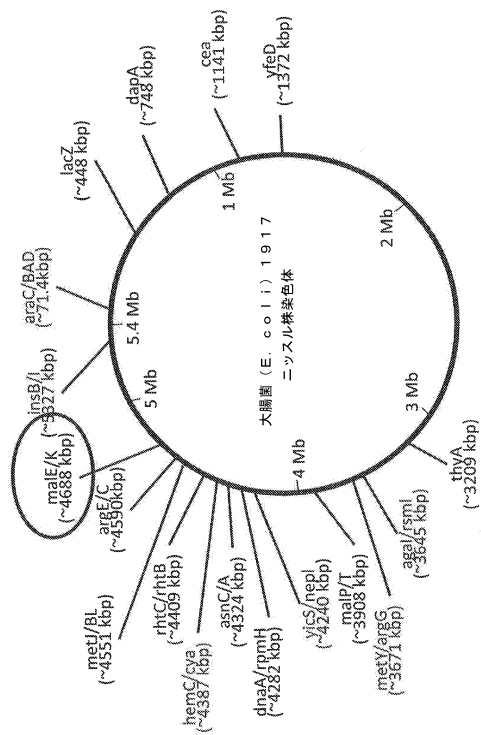 araC/BAD
(~71.4kbp)
lacZ
(~448 kbp)
dapA
(~748 kbp)
cea
(~1141 kbp)
yfeD
(~1372 kbp)
thyA
(~3209 kbp)
agaI/rsmI
(~3645 kbp)
metY/argG
(~3671 kbp)
malP/T
(~3908 kbp)
yicS/nepI
(~4240 kbp)
dnaA/rpmH
(~4282 kbp)
asnC/A
(~4324 kbp)
hemC/cya
(~4387 kbp)
rhtC/rhtB
(~4409 kbp)
metJ/BL
(~4551 kbp)
argE/C
(~4590kbp)
malE/K
(~4688 kbp)
insB/I
(~5327 kbp)
5.4 Mb
1 Mb
2 Mb
3 Mb
4 Mb
5 Mb
大腸菌（E. coli）1917
ニッスル株染色体